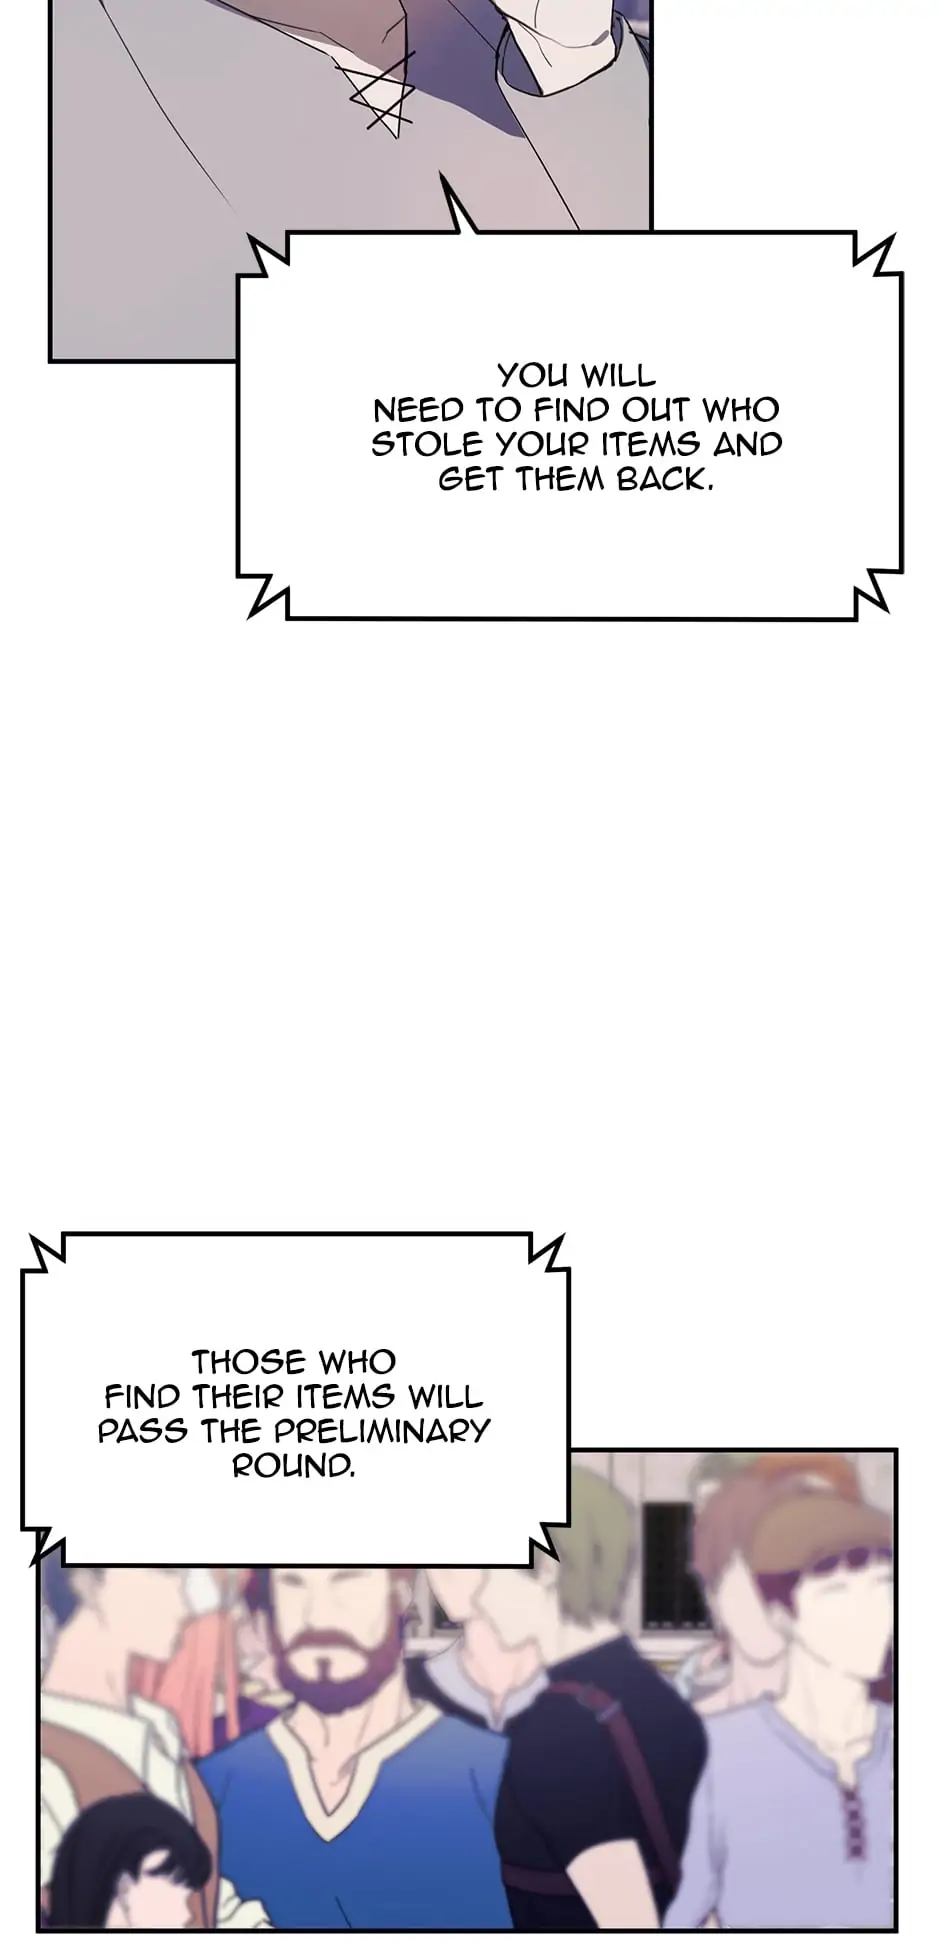 YOU WILL
NEED TO FIND OUT WHO
STOLE YOUR ITEMS AND
GET THEM BACK.
THOSE WHO
FIND THEIR ITEMS WILL
PASS THE PRELIMINARY
ROUND.